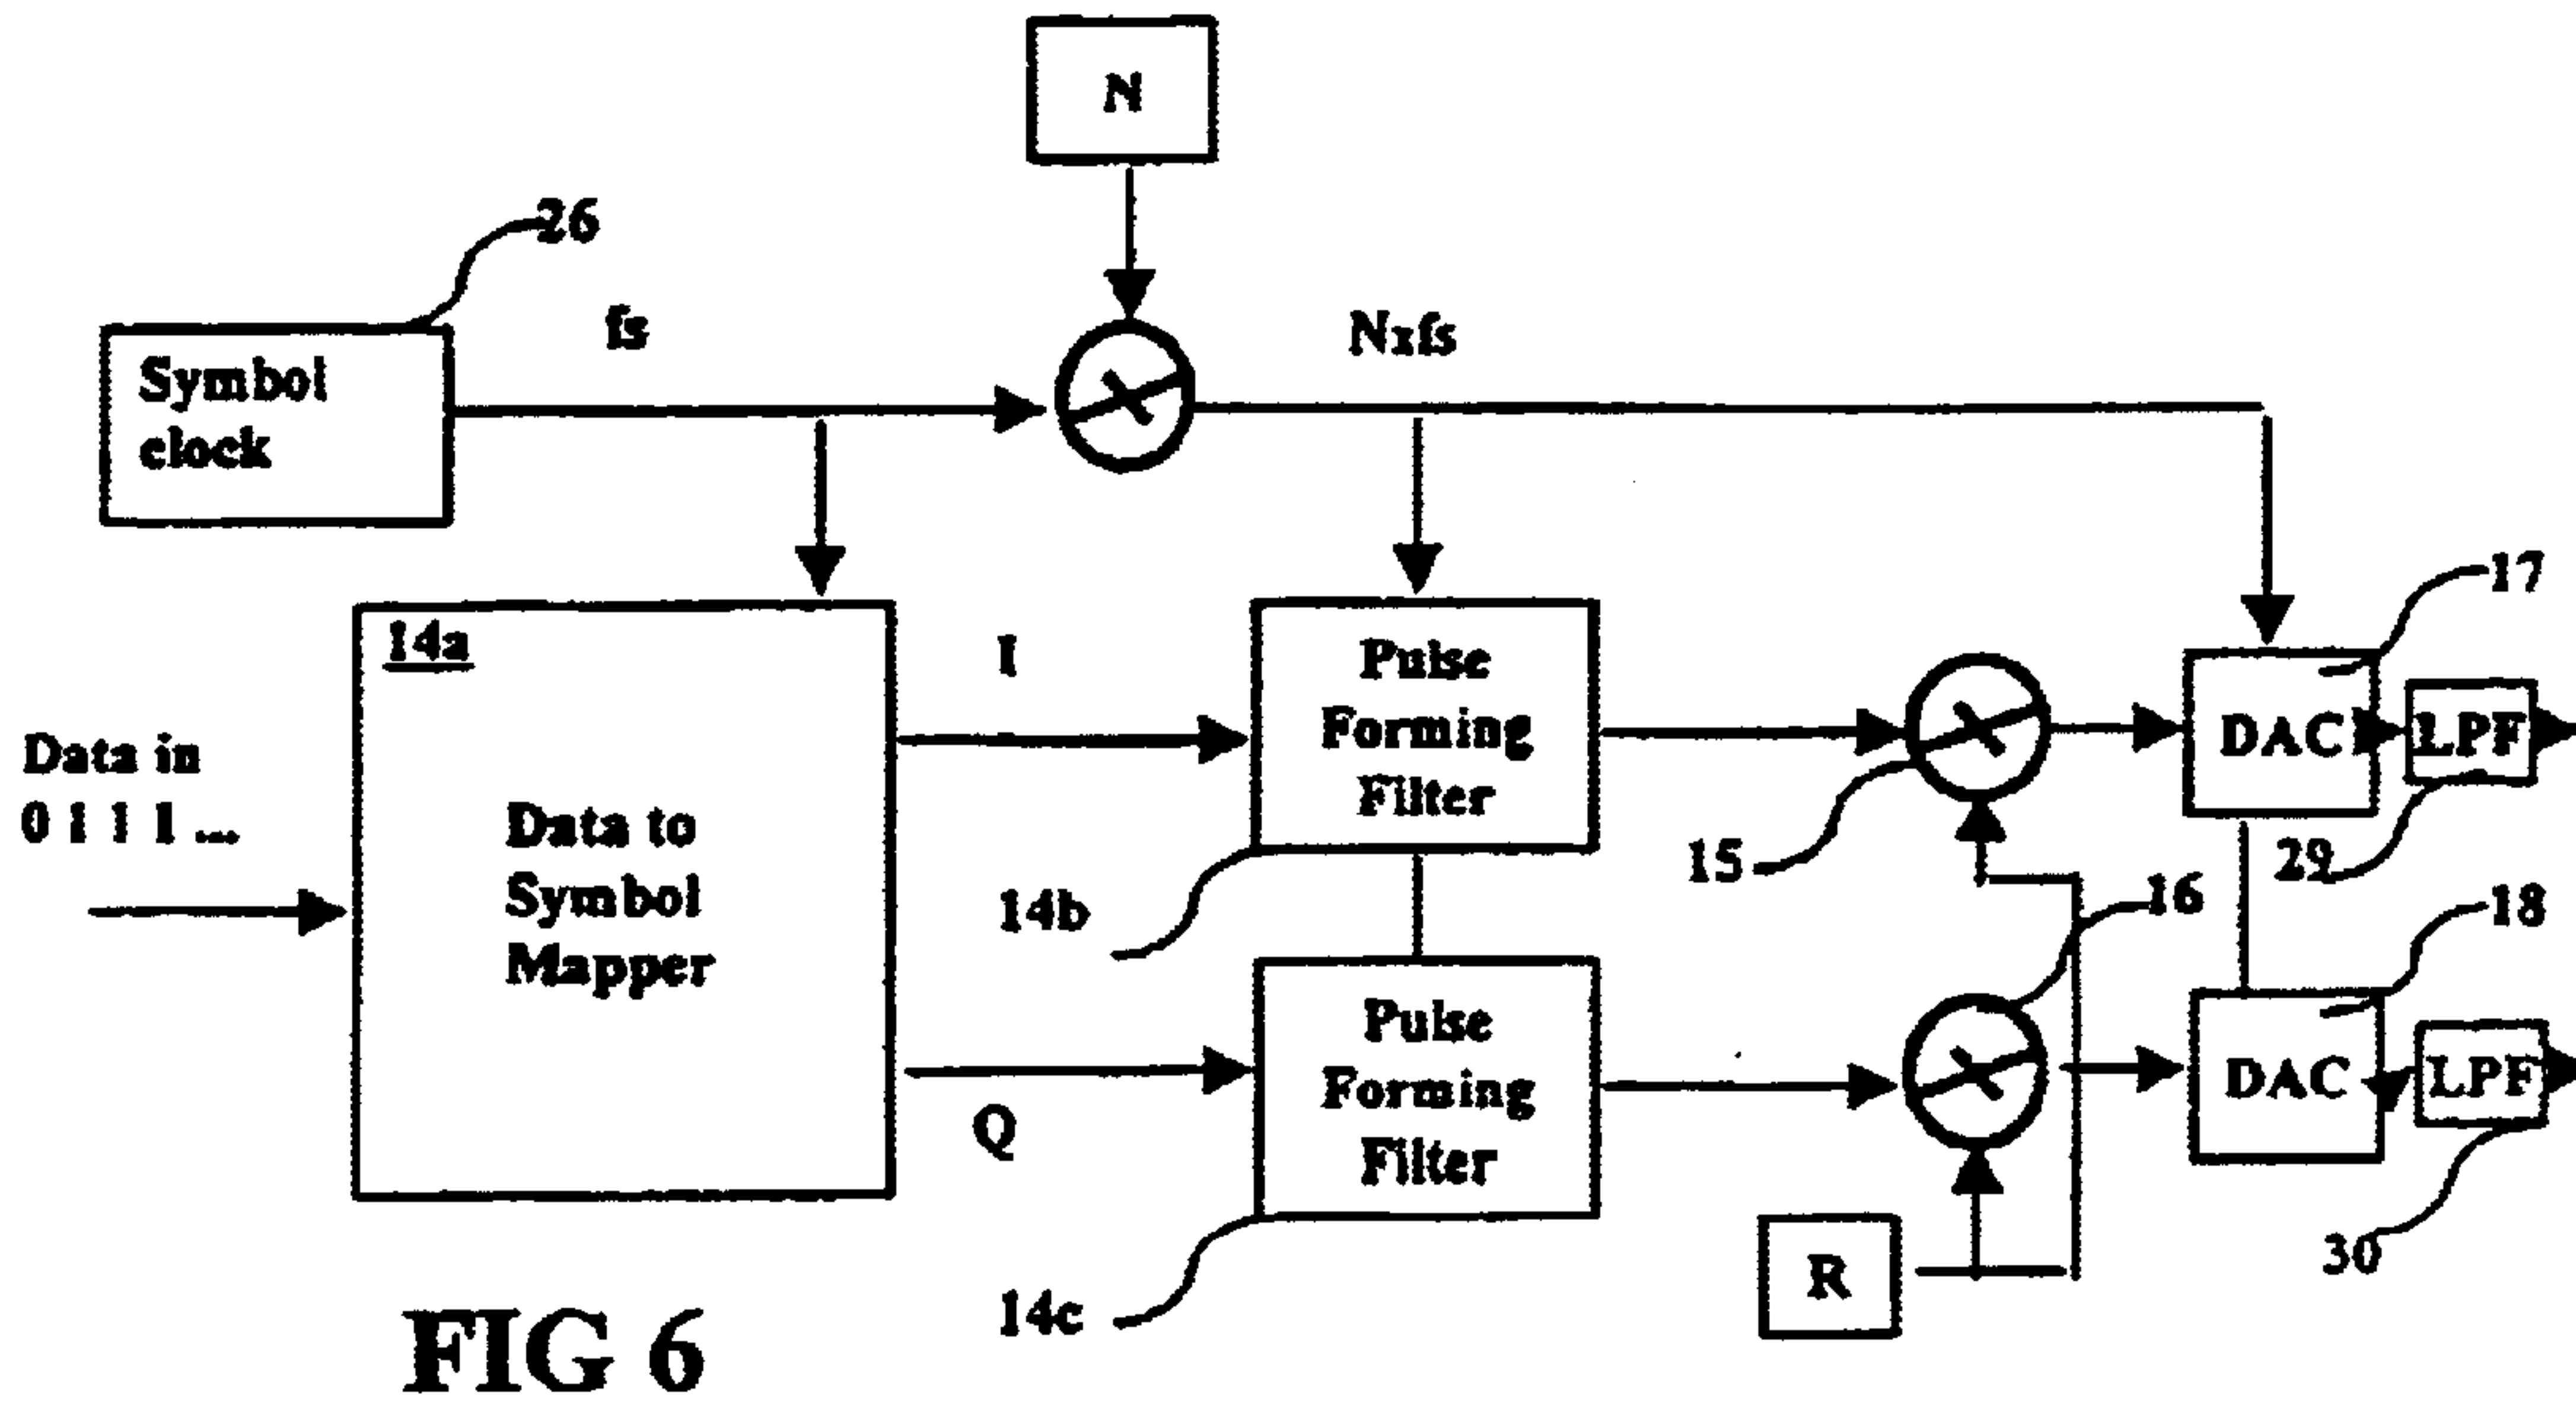 N
26
fs
Nxfs
Symbol
clock
17
14a
I
Pulse
Forming
Filter
DAC
LPF
Data in
0 1 1 1 ...
Data to
Symbol
Mapper
15
29
14b
16
18
Q
Pulse
Forming
Filter
DAC
LPF
R
30
14c
FIG 6